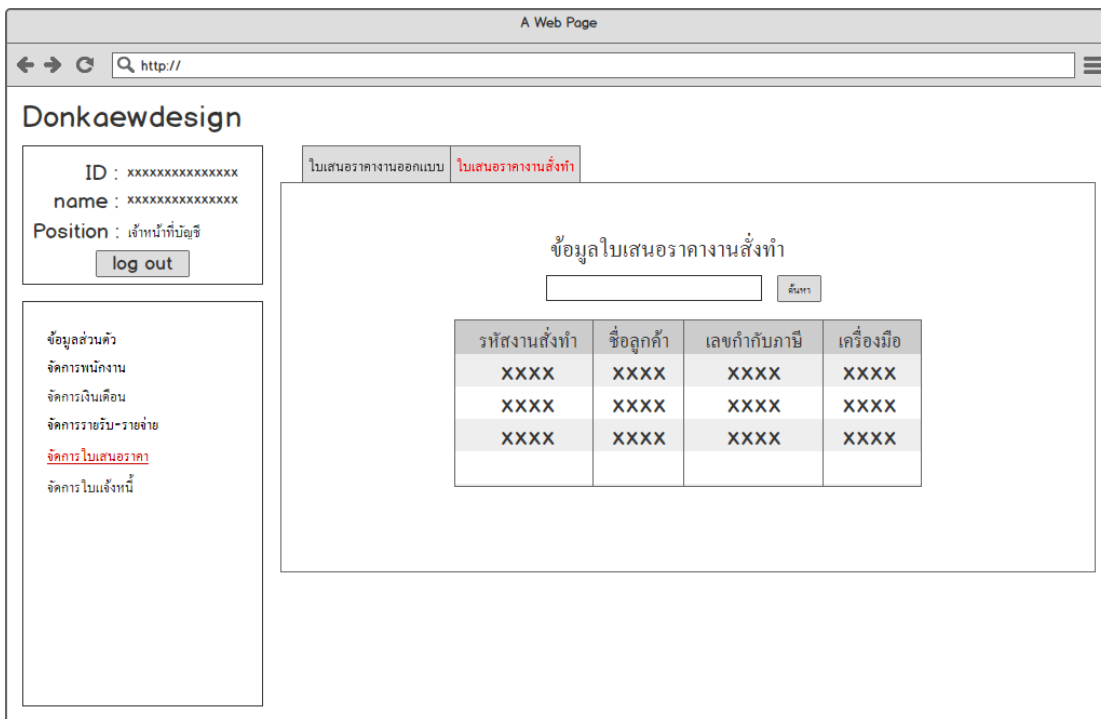 A Web Page
http://
Donkaewdesign
ID : xxxxxxxxxxxxxxx
name : xxxxxxxxxxxxxxx
Position : เจ้าหน้าที่บัญชี
log out
ข้อมูลส่วนตัว
จัดการพนักงาน
จัดการเงินเดือน
จัดการรายรับ-รายจ่าย
จัดการใบเสนอราคา
จัดการใบแจ้งหนี้
ใบเสนอราคางานออกแบบ ใบเสนอราคางานสั่งทำ
ข้อมูลใบเสนอราคางานสั่งทำ
ค้นหา
รหัสงานสั่งทำ ชื่อลูกค้า เลขกำกับภาษี เครื่องมือ
XXXX XXXX XXXX XXXX
XXXX XXXX XXXX XXXX
XXXX XXXX XXXX XXXX